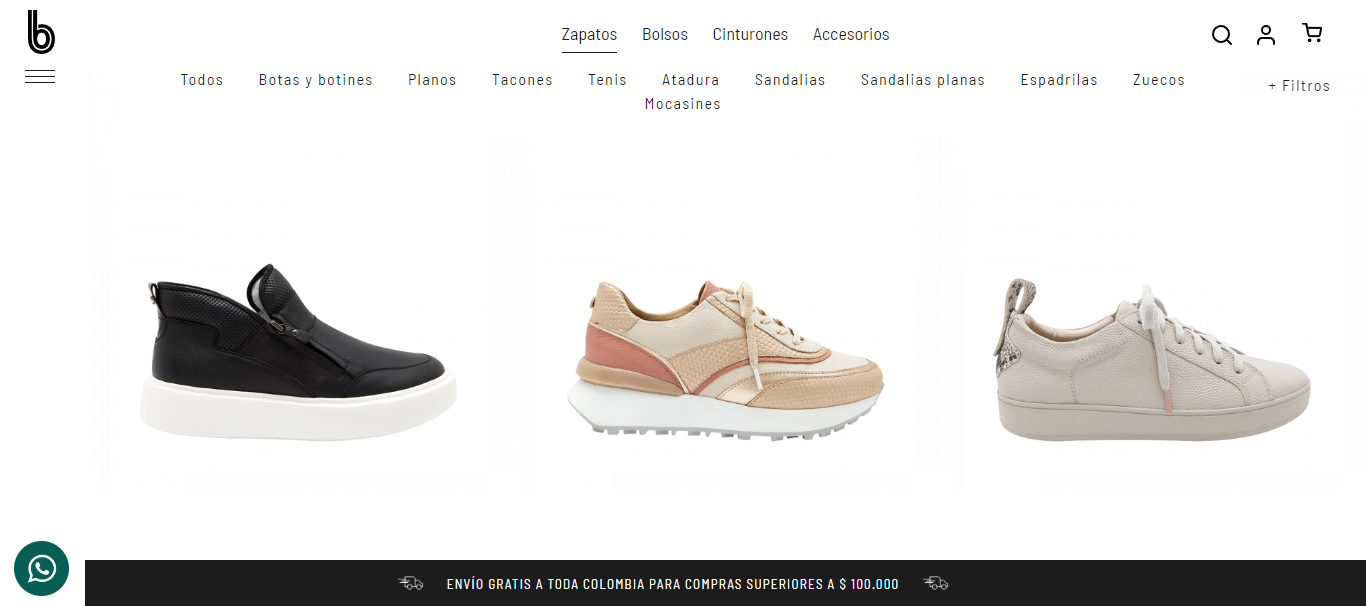 b
Zapatos Bolsos Cinturones Accesorios
Todos Botas y botines Planos Tacones Tenis Atadura Sandalias Sandalias planas Espadrilas Zuecos
Mocasines
+ Filtros
ENVÍO GRATIS A TODA COLOMBIA PARA COMPRAS SUPERIORES A $ 100.000